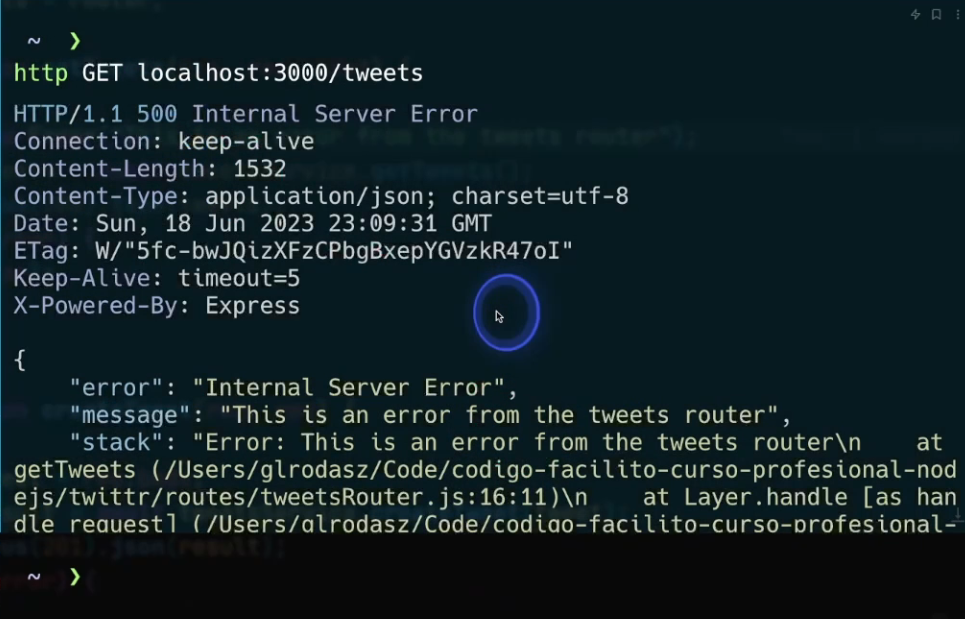 ~ ❯
http GET localhost:3000/tweets
HTTP/1.1 500 Internal Server Error
Connection: keep-alive
Content-Length: 1532
Content-Type: application/json; charset=utf-8
Date: Sun, 18 Jun 2023 23:09:31 GMT
ETag: W/"5fc-bwJQizXFzCPbgBxepYGVzkR47oI"
Keep-Alive: timeout=5
X-Powered-By: Express
{
    "error": "Internal Server Error",
    "message": "This is an error from the tweets router",
    "stack": "Error: This is an error from the tweets router\n    at
getTweets (/Users/glrodasz/Code/codigo-facilito-curso-profesional-nod
ejs/twittr/routes/tweetsRouter.js:16:11)\n    at Layer.handle [as han
dle_request] (/Users/glrodasz/Code/codigo-facilito-curso-profesional-
~ ❯